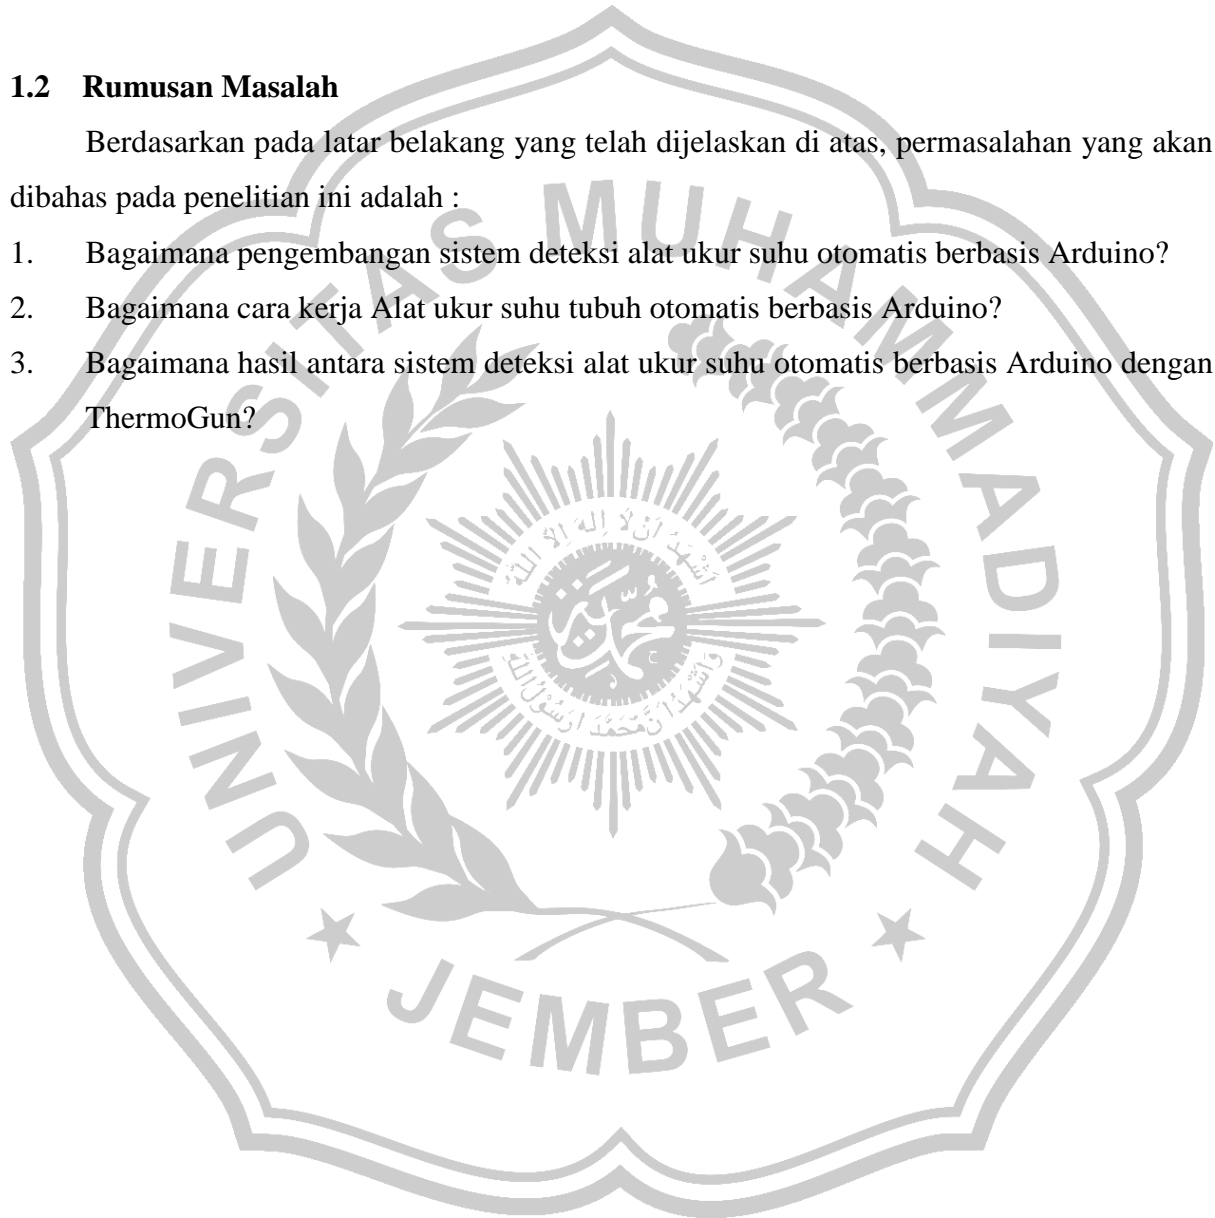 1.2 Rumusan Masalah
Berdasarkan pada latar belakang yang telah dijelaskan di atas, permasalahan yang akan
dibahas pada penelitian ini adalah :
1. Bagaimana pengembangan sistem deteksi alat ukur suhu otomatis berbasis Arduino?
2. Bagaimana cara kerja Alat ukur suhu tubuh otomatis berbasis Arduino?
3. Bagaimana hasil antara sistem deteksi alat ukur suhu otomatis berbasis Arduino dengan
ThermoGun?
UNIVERSITAS MUHAMMADIYAH
JEMBER